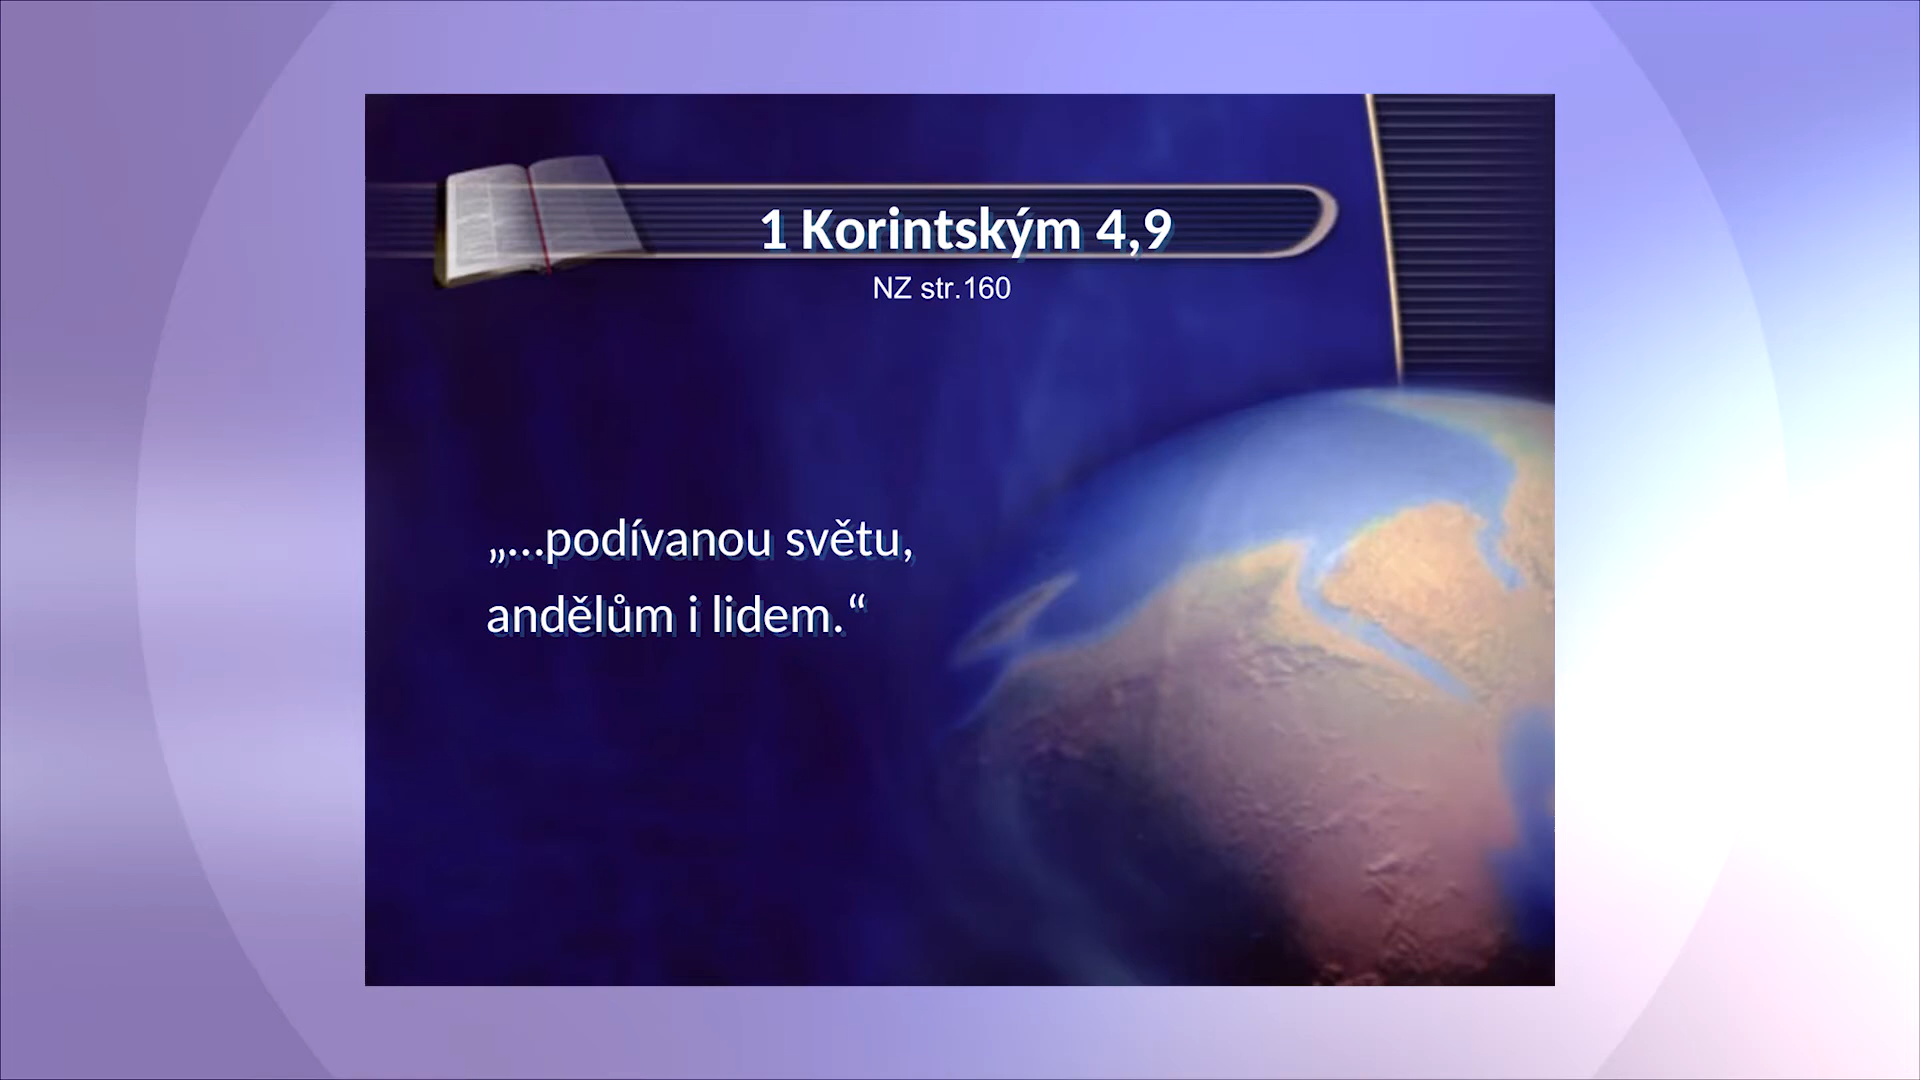 1 Korintským 4,9
NZ str.160
„…podívanou světu,
andělům i lidem.“